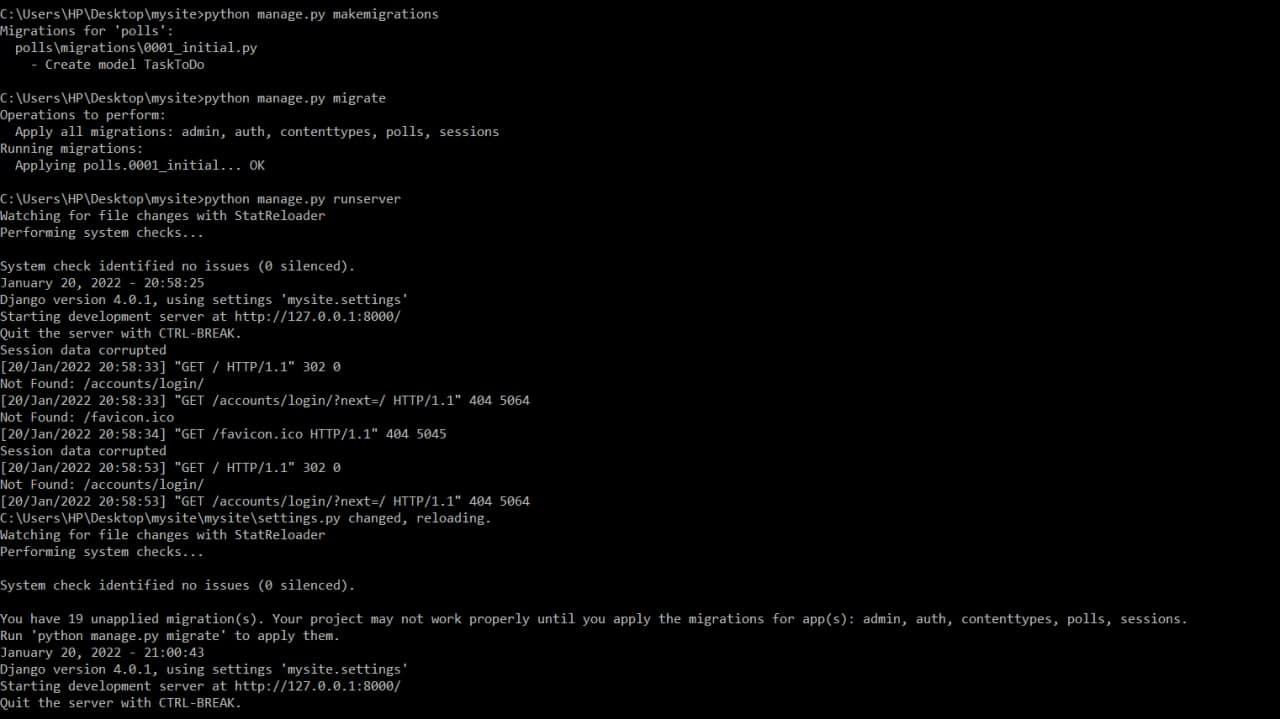 C:\Users\HP\Desktop\mysite>python manage.py makemigrations
Migrations for 'polls':
  polls\migrations\0001_initial.py
    - Create model TaskToDo
C:\Users\HP\Desktop\mysite>python manage.py migrate
Operations to perform:
  Apply all migrations: admin, auth, contenttypes, polls, sessions
Running migrations:
  Applying polls.0001_initial... OK
C:\Users\HP\Desktop\mysite>python manage.py runserver
Watching for file changes with StatReloader
Performing system checks...
System check identified no issues (0 silenced).
January 20, 2022 - 20:58:25
Django version 4.0.1, using settings 'mysite.settings'
Starting development server at http://127.0.0.1:8000/
Quit the server with CTRL-BREAK.
Session data corrupted
[20/Jan/2022 20:58:33] "GET / HTTP/1.1" 302 0
Not Found: /accounts/login/
[20/Jan/2022 20:58:33] "GET /accounts/login/?next=/ HTTP/1.1" 404 5064
Not Found: /favicon.ico
[20/Jan/2022 20:58:34] "GET /favicon.ico HTTP/1.1" 404 5045
Session data corrupted
[20/Jan/2022 20:58:53] "GET / HTTP/1.1" 302 0
Not Found: /accounts/login/
[20/Jan/2022 20:58:53] "GET /accounts/login/?next=/ HTTP/1.1" 404 5064
C:\Users\HP\Desktop\mysite\mysite\settings.py changed, reloading.
Watching for file changes with StatReloader
Performing system checks...
System check identified no issues (0 silenced).
You have 19 unapplied migration(s). Your project may not work properly until you apply the migrations for app(s): admin, auth, contenttypes, polls, sessions.
Run 'python manage.py migrate' to apply them.
January 20, 2022 - 21:00:43
Django version 4.0.1, using settings 'mysite.settings'
Starting development server at http://127.0.0.1:8000/
Quit the server with CTRL-BREAK.